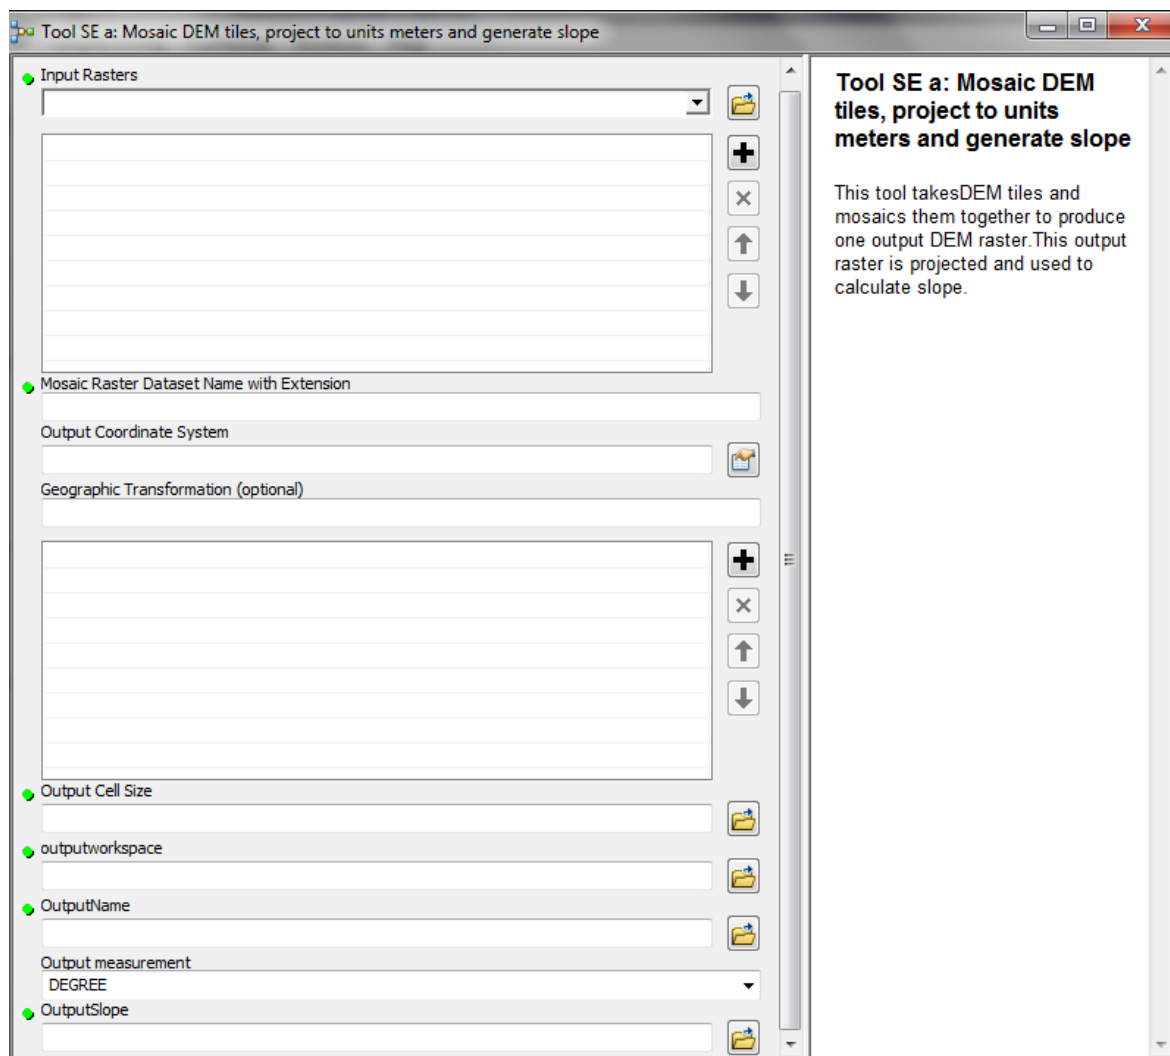 Tool SE a: Mosaic DEM tiles, project to units meters and generate slope
Input Rasters
Mosaic Raster Dataset Name with Extension
Output Coordinate System
Geographic Transformation (optional)
Output Cell Size
outputworkspace
OutputName
Output measurement
DEGREE
OutputSlope
Tool SE a: Mosaic DEM
tiles, project to units
meters and generate slope
This tool takesDEM tiles and
mosaics them together to produce
one output DEM raster.This output
raster is projected and used to
calculate slope.